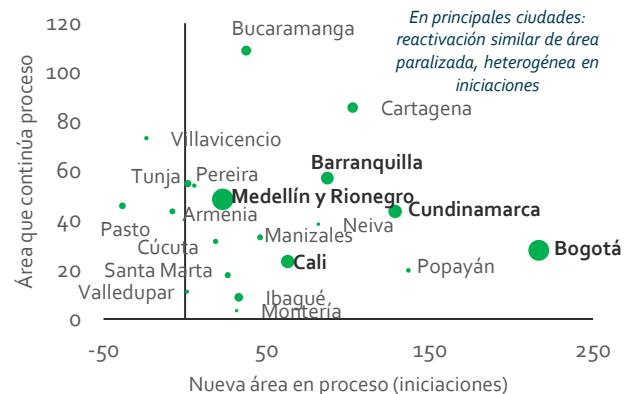 En principales ciudades:
reactivación similar de área
paralizada, heterogénea en
iniciaciones
Área que continúa proceso
120
100
80
60
40
20
0
Bucaramanga
Cartagena
Villavicencio
Barranquilla
Tunja
Pereira
Medellín y Rionegro
Cundinamarca
Armenia
Pasto
Neiva
Manizales
Cúcuta
Bogotá
Cali
Popayán
Santa Marta
Valledupar
Ibagué
Montería
-50
50
150
250
Nueva área en proceso (iniciaciones)